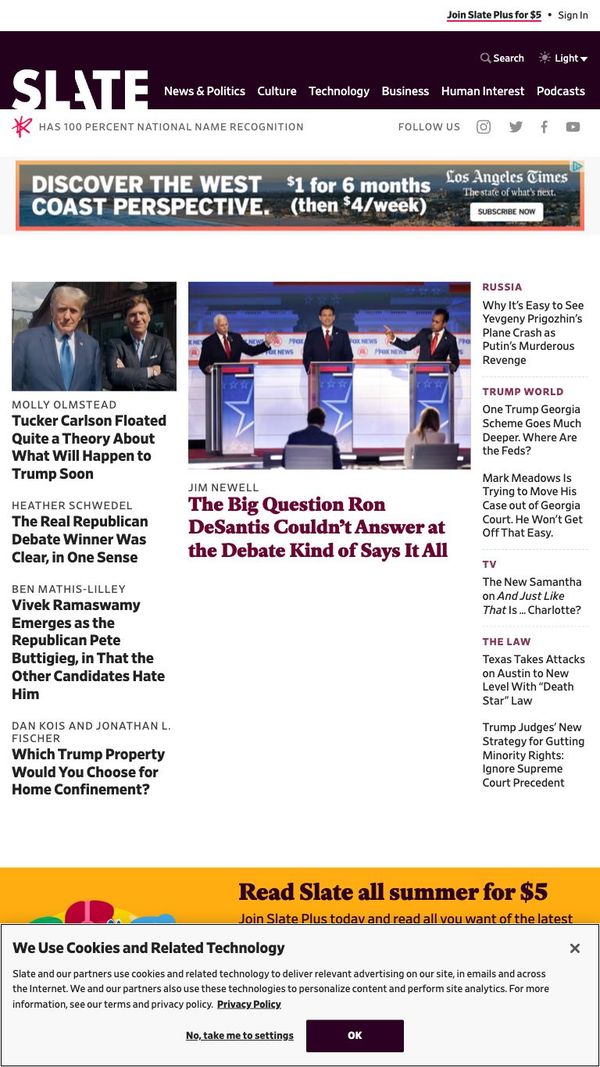 Join Slate Plus for $5 • Sign In
Search Light
SLATE
News & Politics Culture Technology Business Human Interest Podcasts
HAS 100 PERCENT NATIONAL NAME RECOGNITION
FOLLOW US
DISCOVER THE WEST
COAST PERSPECTIVE.
$1 for 6 months
(then $4/week)
Los Angeles Times
The state of what's next.
SUBSCRIBE NOW
MOLLY OLMSTEAD
Tucker Carlson Floated
Quite a Theory About
What Will Happen to
Trump Soon
HEATHER SCHWEDEL
The Real Republican
Debate Winner Was
Clear, in One Sense
BEN MATHIS-LILLEY
Vivek Ramaswamy
Emerges as the
Republican Pete
Buttigieg, in That the
Other Candidates Hate
Him
DAN KOIS AND JONATHAN L.
FISCHER
Which Trump Property
Would You Choose for
Home Confinement?
FOX NEWS
JIM NEWELL
The Big Question Ron
DeSantis Couldn't Answer at
the Debate Kind of Says It All
RUSSIA
Why It's Easy to See
Yevgeny Prigozhin's
Plane Crash as
Putin's Murderous
Revenge
TRUMP WORLD
One Trump Georgia
Scheme Goes Much
Deeper. Where Are
the Feds?
Mark Meadows Is
Trying to Move His
Case out of Georgia
Court. He Won't Get
Off That Easy.
TV
The New Samantha
on And Just Like
That Is ... Charlotte?
THE LAW
Texas Takes Attacks
on Austin to New
Level With "Death
Star" Law
Trump Judges' New
Strategy for Gutting
Minority Rights:
Ignore Supreme
Court Precedent
Read Slate all summer for $5
Join Slate Plus today and read all you want of the latest
We Use Cookies and Related Technology
Slate and our partners use cookies and related technology to deliver relevant advertising on our site, in emails and across
the Internet. We and our partners also use these technologies to personalize content and perform site analytics. For more
information, see our terms and privacy policy. Privacy Policy
No, take me to settings
OK